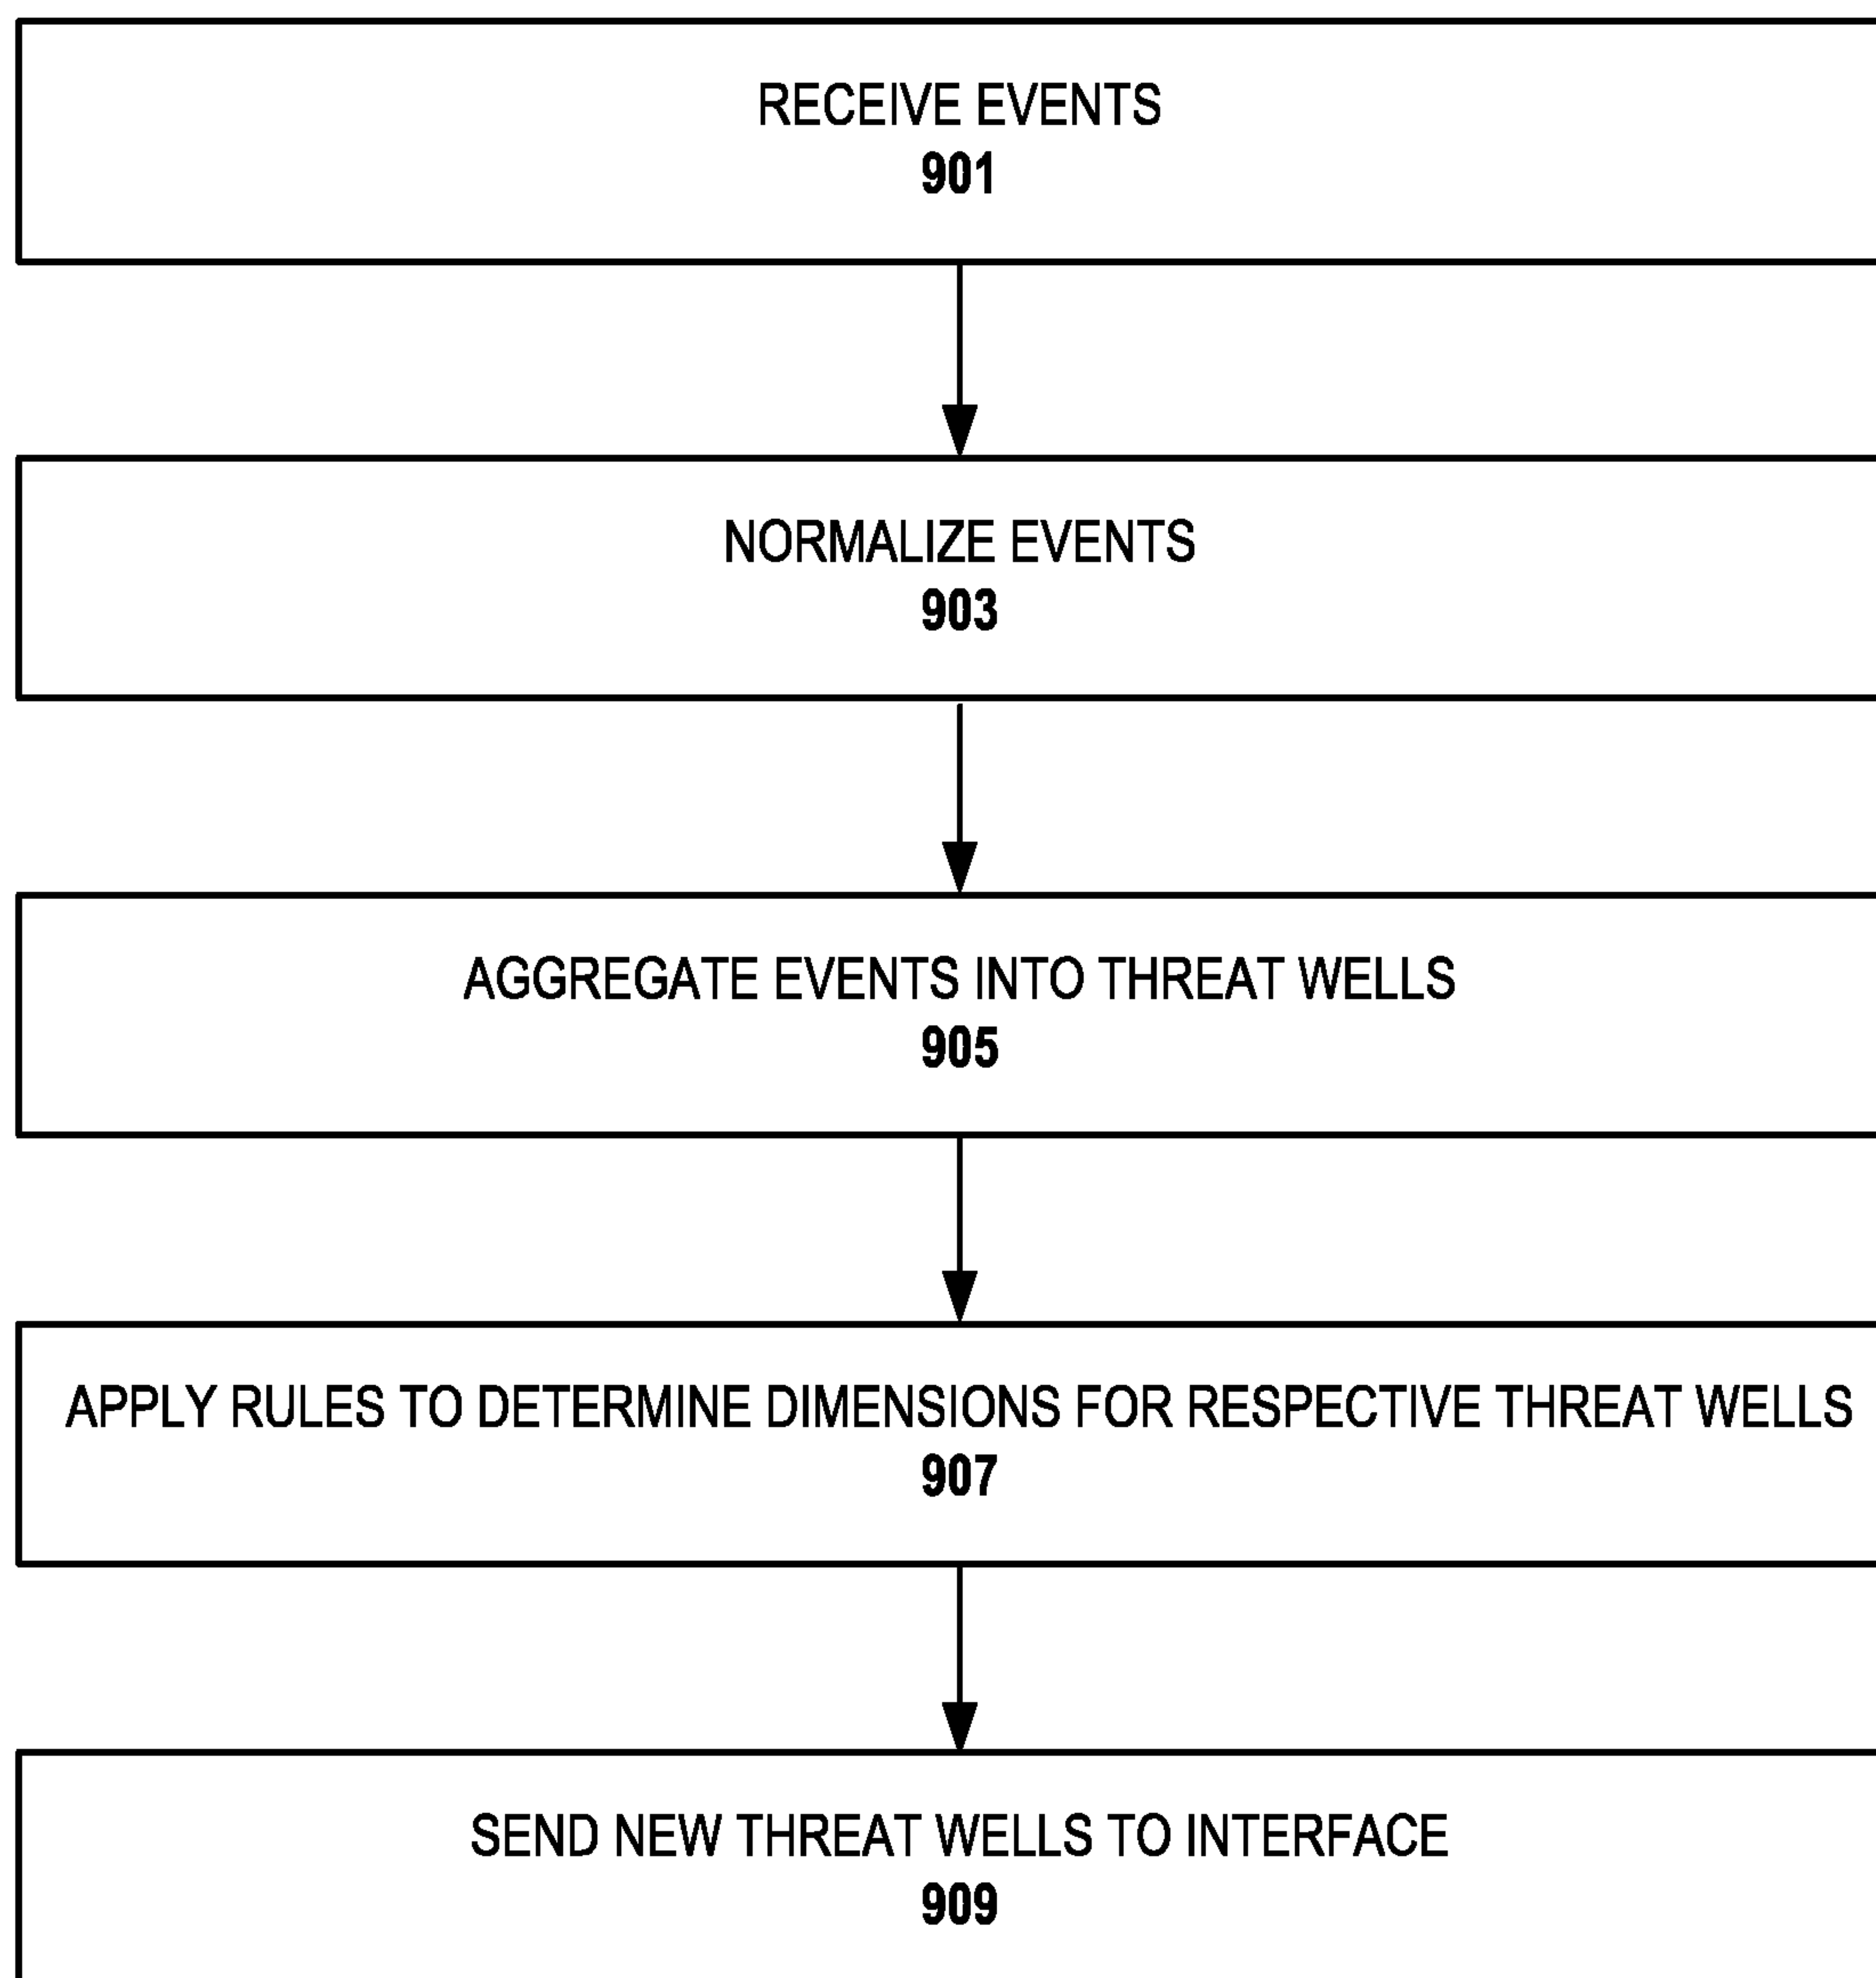 RECEIVE EVENTS
901
NORMALIZE EVENTS
903
AGGREGATE EVENTS INTO THREAT WELLS
905
APPLY RULES TO DETERMINE DIMENSIONS FOR RESPECTIVE THREAT WELLS
907
SEND NEW THREAT WELLS TO INTERFACE
909